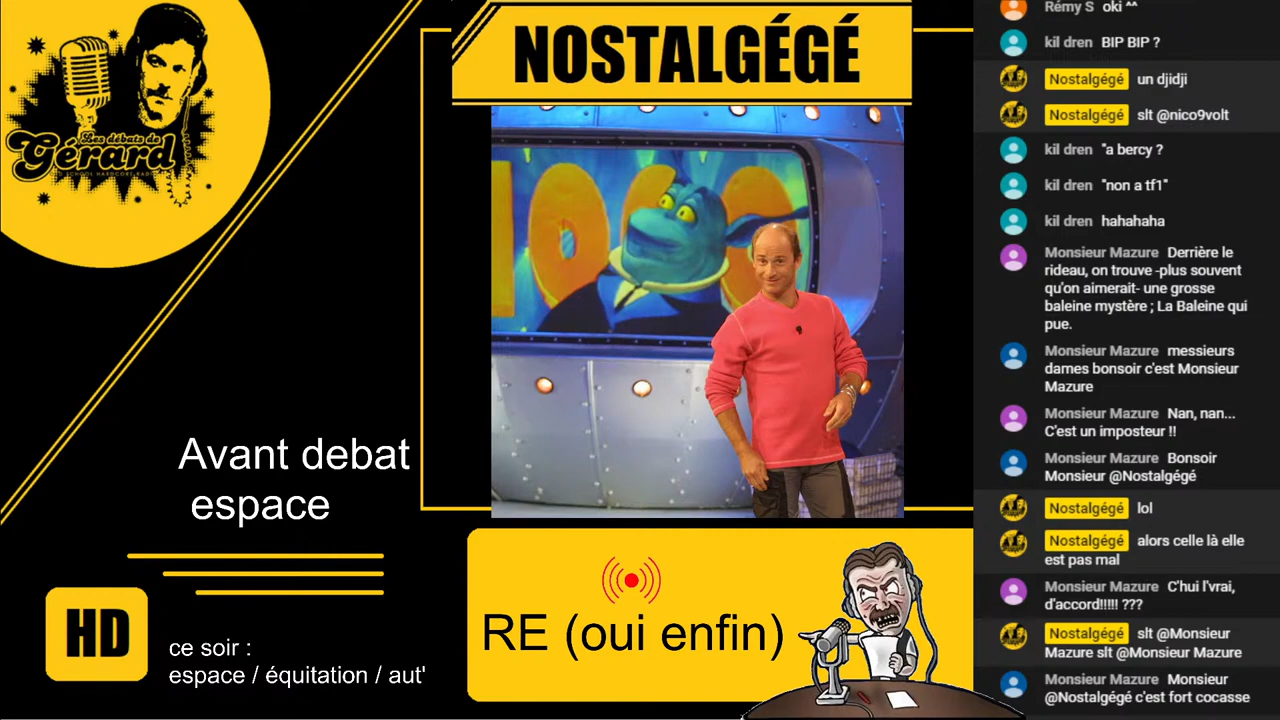 Les débats de
Gérard
NOSTALGÉGÉ
Avant debat
espace
HD
ce soir :
espace / équitation / aut'
RE (oui enfin)
Rémy S oki ^^
kil dren BIP BIP ?
Nostalgégé un djidji
Nostalgégé slt @nico9volt
kil dren "a bercy ?
kil dren "non a tf1"
kil dren hahahaha
Monsieur Mazure Derrière le
rideau, on trouve -plus souvent
qu'on aimerait- une grosse
baleine mystère ; La Baleine qui
pue.
Monsieur Mazure messieurs
dames bonsoir c'est Monsieur
Mazure
Monsieur Mazure Nan, nan...
C'est un imposteur !!
Monsieur Mazure Bonsoir
Monsieur @Nostalgégé
Nostalgégé lol
Nostalgégé alors celle là elle
est pas mal
Monsieur Mazure C'hui l'vrai,
d'accord!!!!! ???
Nostalgégé slt @Monsieur
Mazure slt @Monsieur Mazure
Monsieur Mazure Monsieur
@Nostalgégé c'est fort cocasse